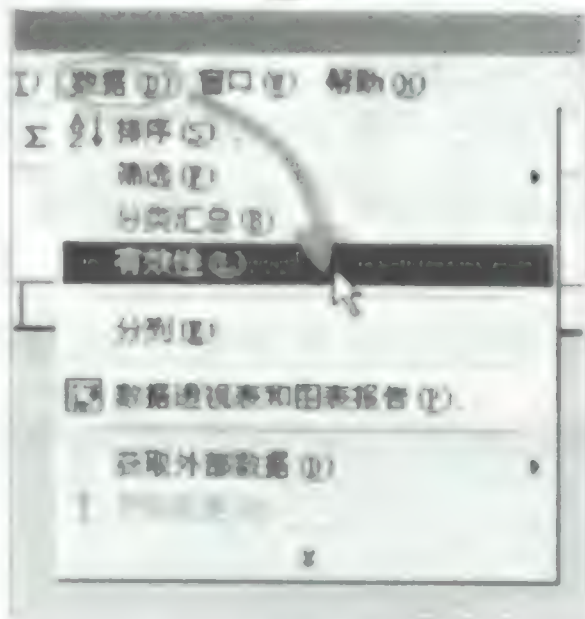 数据(D) 窗口(W) 帮助(H)
Σ 排序(S)
筛选(F)
分类汇总(B)
有效性(L)
分列(E)
数据透视表和图表报告(P)
获取外部数据(D)